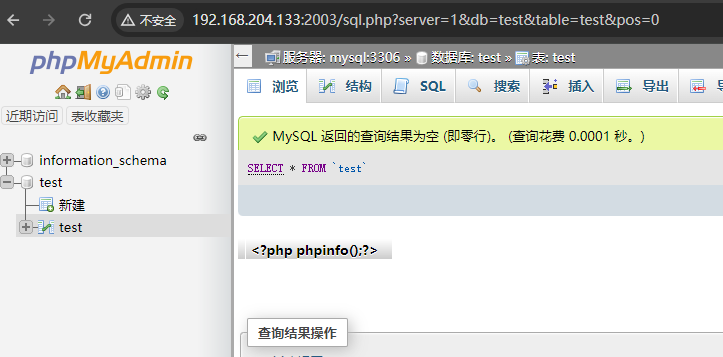 不安全 192.168.204.133:2003/sql.php?server=1&db=test&table=test&pos=0
phpMyAdmin
近期访问 表收藏夹
information_schema
test
新建
test
服务器: mysql:3306 » 数据库: test » 表: test
浏览 结构 SQL 搜索 插入 导出
MySQL 返回的查询结果为空 (即零行)。 (查询花费 0.0001 秒。)
SELECT * FROM `test`
<?php phpinfo();?>
查询结果操作